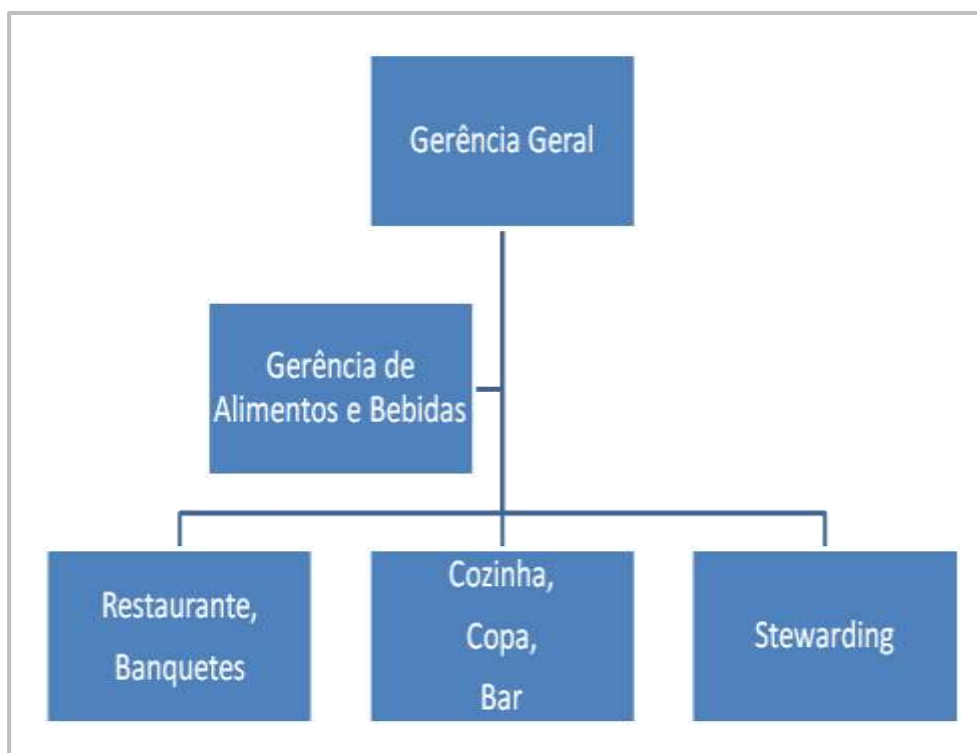 Gerência Geral
Gerência de
Alimentos e Bebidas
Restaurante,
Banquetes
Cozinha,
Copa,
Bar
Stewarding